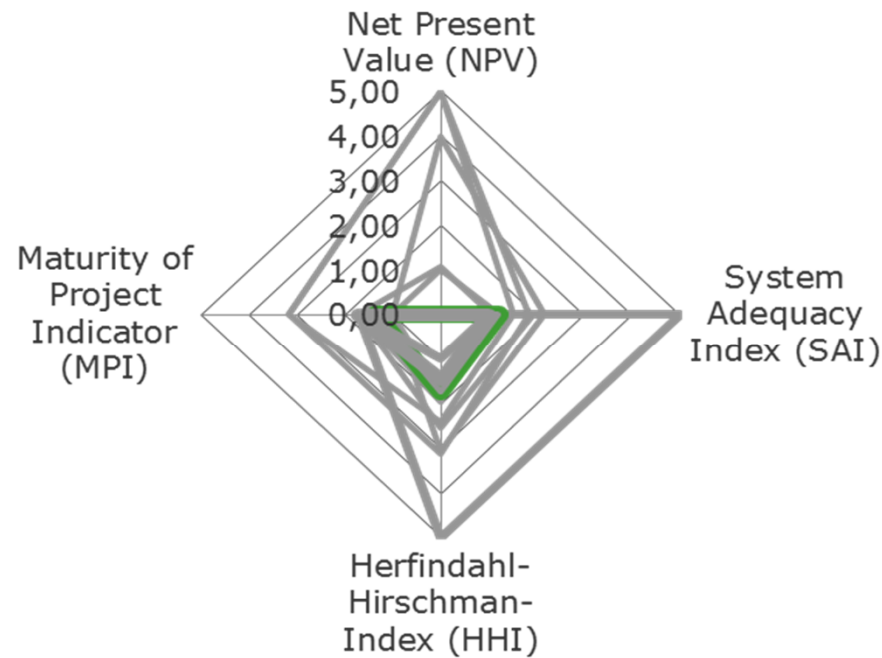 Net Present
Value (NPV)
5,00
4,00
3,00
2,00
1,00
0,00
Maturity of
Project
Indicator
(MPI)
System
Adequacy
Index (SAI)
Herfindahl-
Hirschman-
Index (HHI)